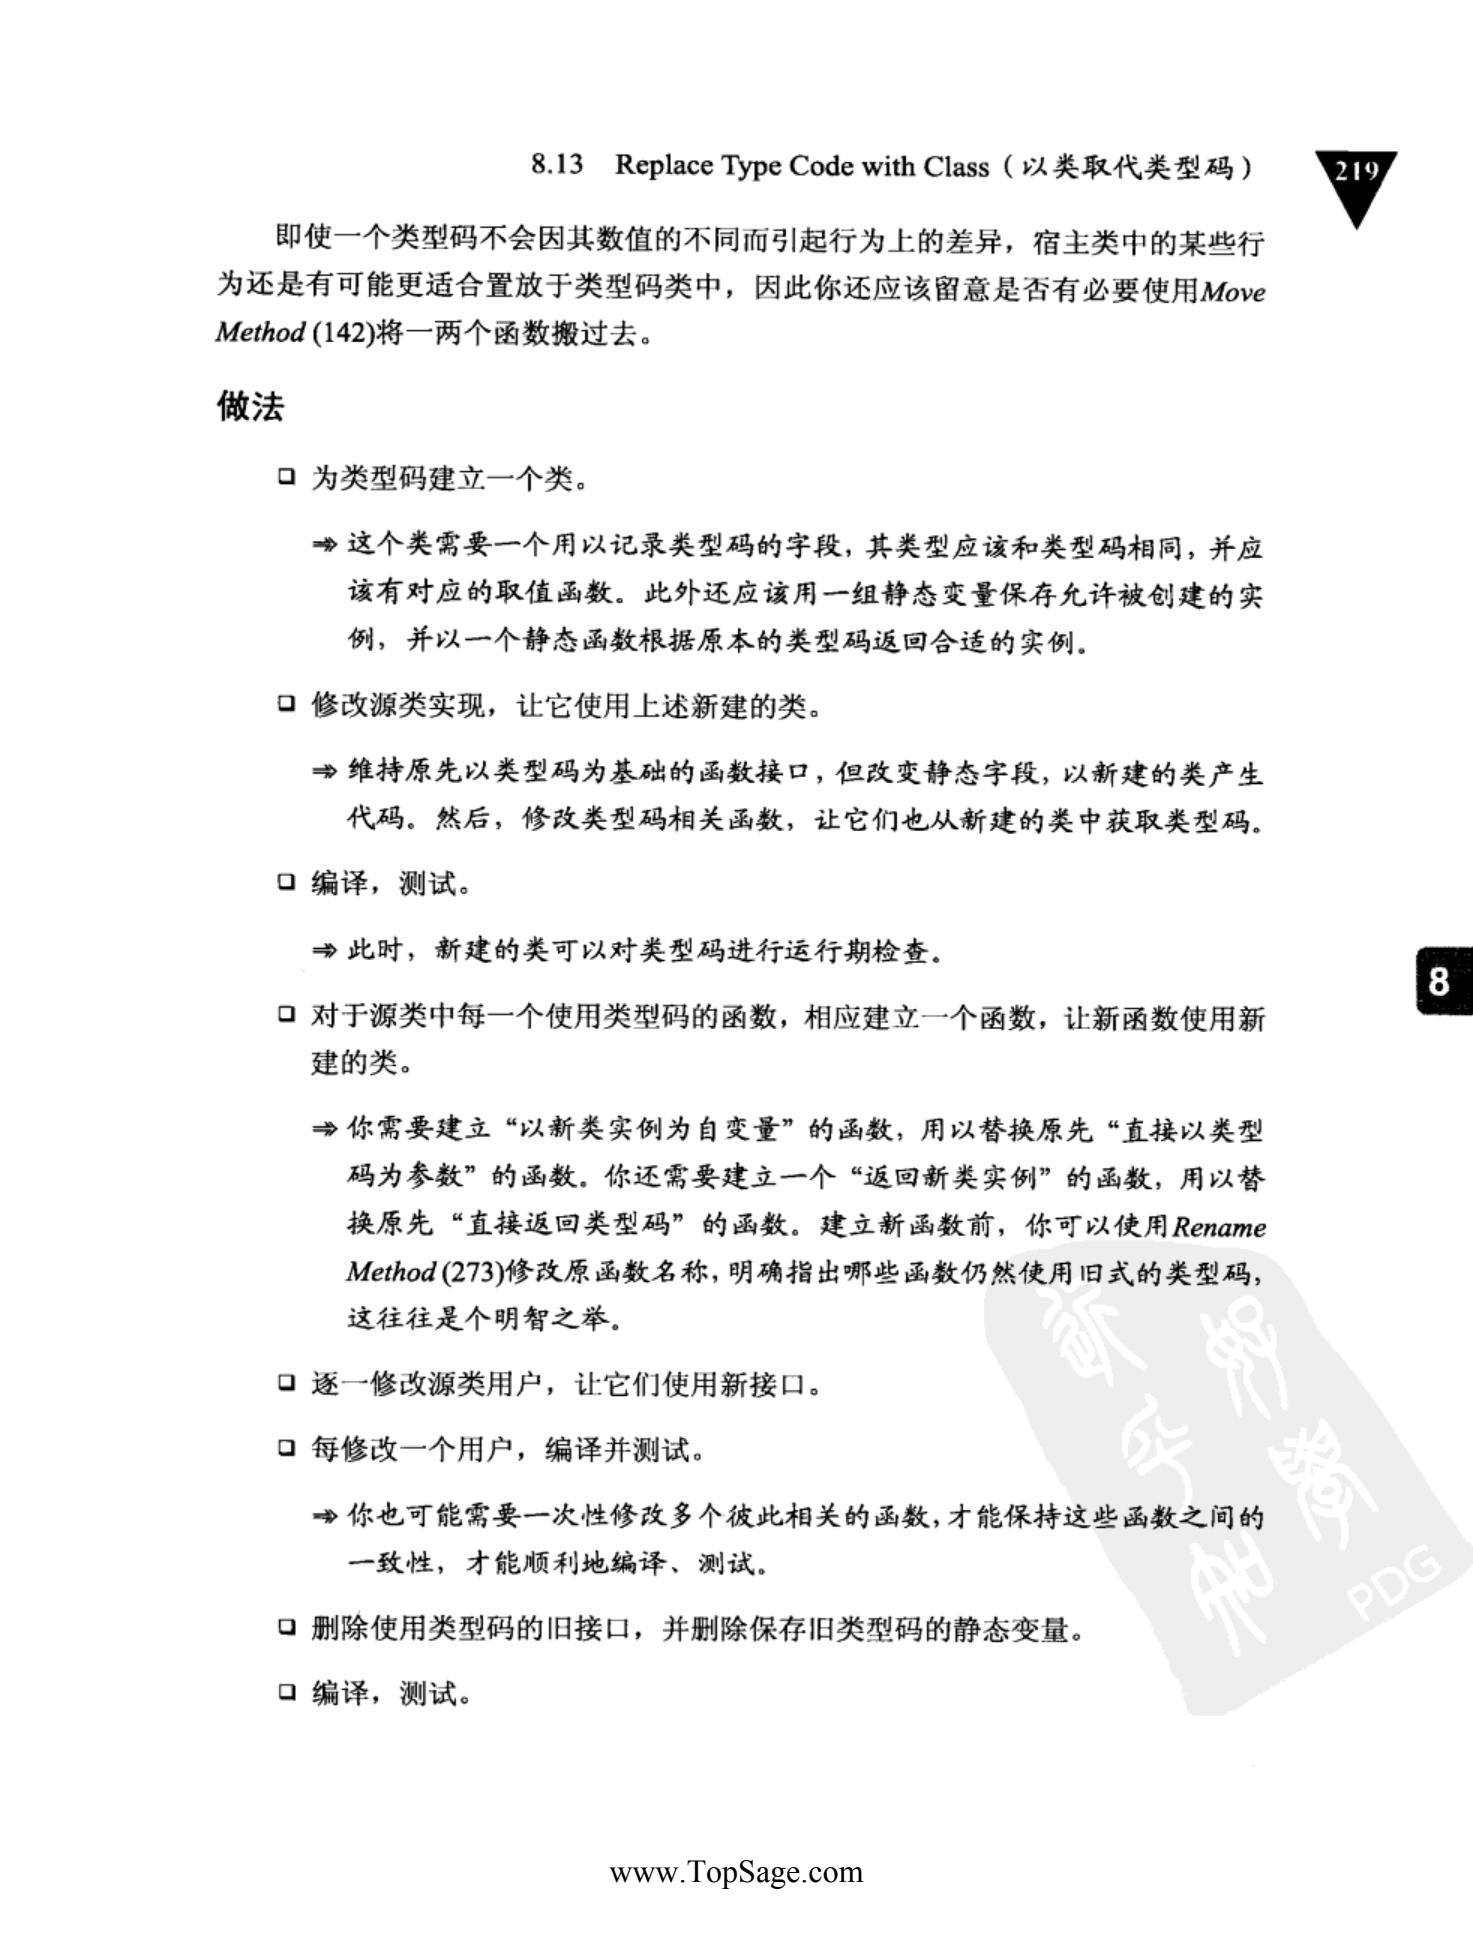 8.13 Replace Type Code with Class（以类取代类型码）
219
即使一个类型码不会因其数值的不同而引起行为上的差异，宿主类中的某些行
为还是有可能更适合置放于类型码类中，因此你还应该留意是否有必要使用Move
Method (142)将一两个函数搬过去。
做法
❑ 为类型码建立一个类。
⇒ 这个类需要一个用以记录类型码的字段，其类型应该和类型码相同，并应
该有对应的取值函数。此外还应该用一组静态变量保存允许被创建的实
例，并以一个静态函数根据原本的类型码返回合适的实例。
❑ 修改源类实现，让它使用上述新建的类。
⇒ 维持原先以类型码为基础的函数接口，但改变静态字段，以新建的类产生
代码。然后，修改类型码相关函数，让它们也从新建的类中获取类型码。
❑ 编译，测试。
⇒ 此时，新建的类可以对类型码进行运行期检查。
8
❑ 对于源类中每一个使用类型码的函数，相应建立一个函数，让新函数使用新
建的类。
⇒ 你需要建立“以新类实例为自变量”的函数，用以替换原先“直接以类型
码为参数”的函数。你还需要建立一个“返回新类实例”的函数，用以替
换原先“直接返回类型码”的函数。建立新函数前，你可以使用Rename
Method (273)修改原函数名称，明确指出哪些函数仍然使用旧式的类型码，
这往往是个明智之举。
❑ 逐一修改源类用户，让它们使用新接口。
❑ 每修改一个用户，编译并测试。
⇒ 你也可能需要一次性修改多个彼此相关的函数，才能保持这些函数之间的
一致性，才能顺利地编译、测试。
❑ 删除使用类型码的旧接口，并删除保存旧类型码的静态变量。
❑ 编译，测试。
PDG
www.TopSage.com